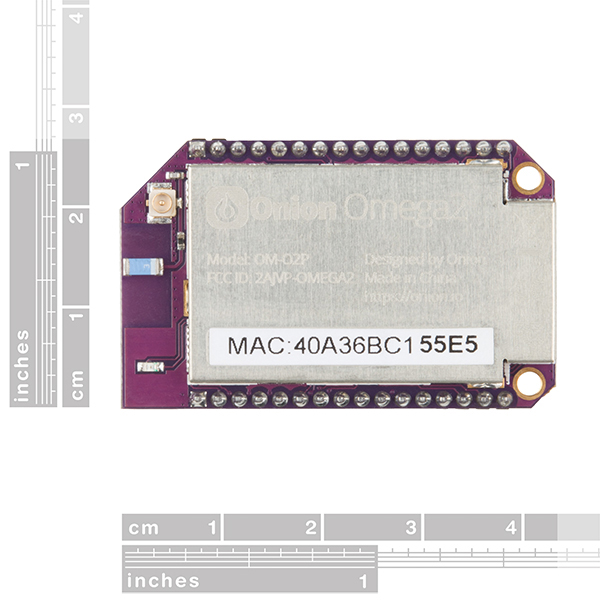 4
3
1
2
1
inches
cm
Onion Omega2+
Model: OM-O2P
Designed by Onion
FCC ID: 2AJVP-OMEGA2
Made in China
https://onion.io
MAC:40A36BC155E5
cm 1 2 3 4
inches 1